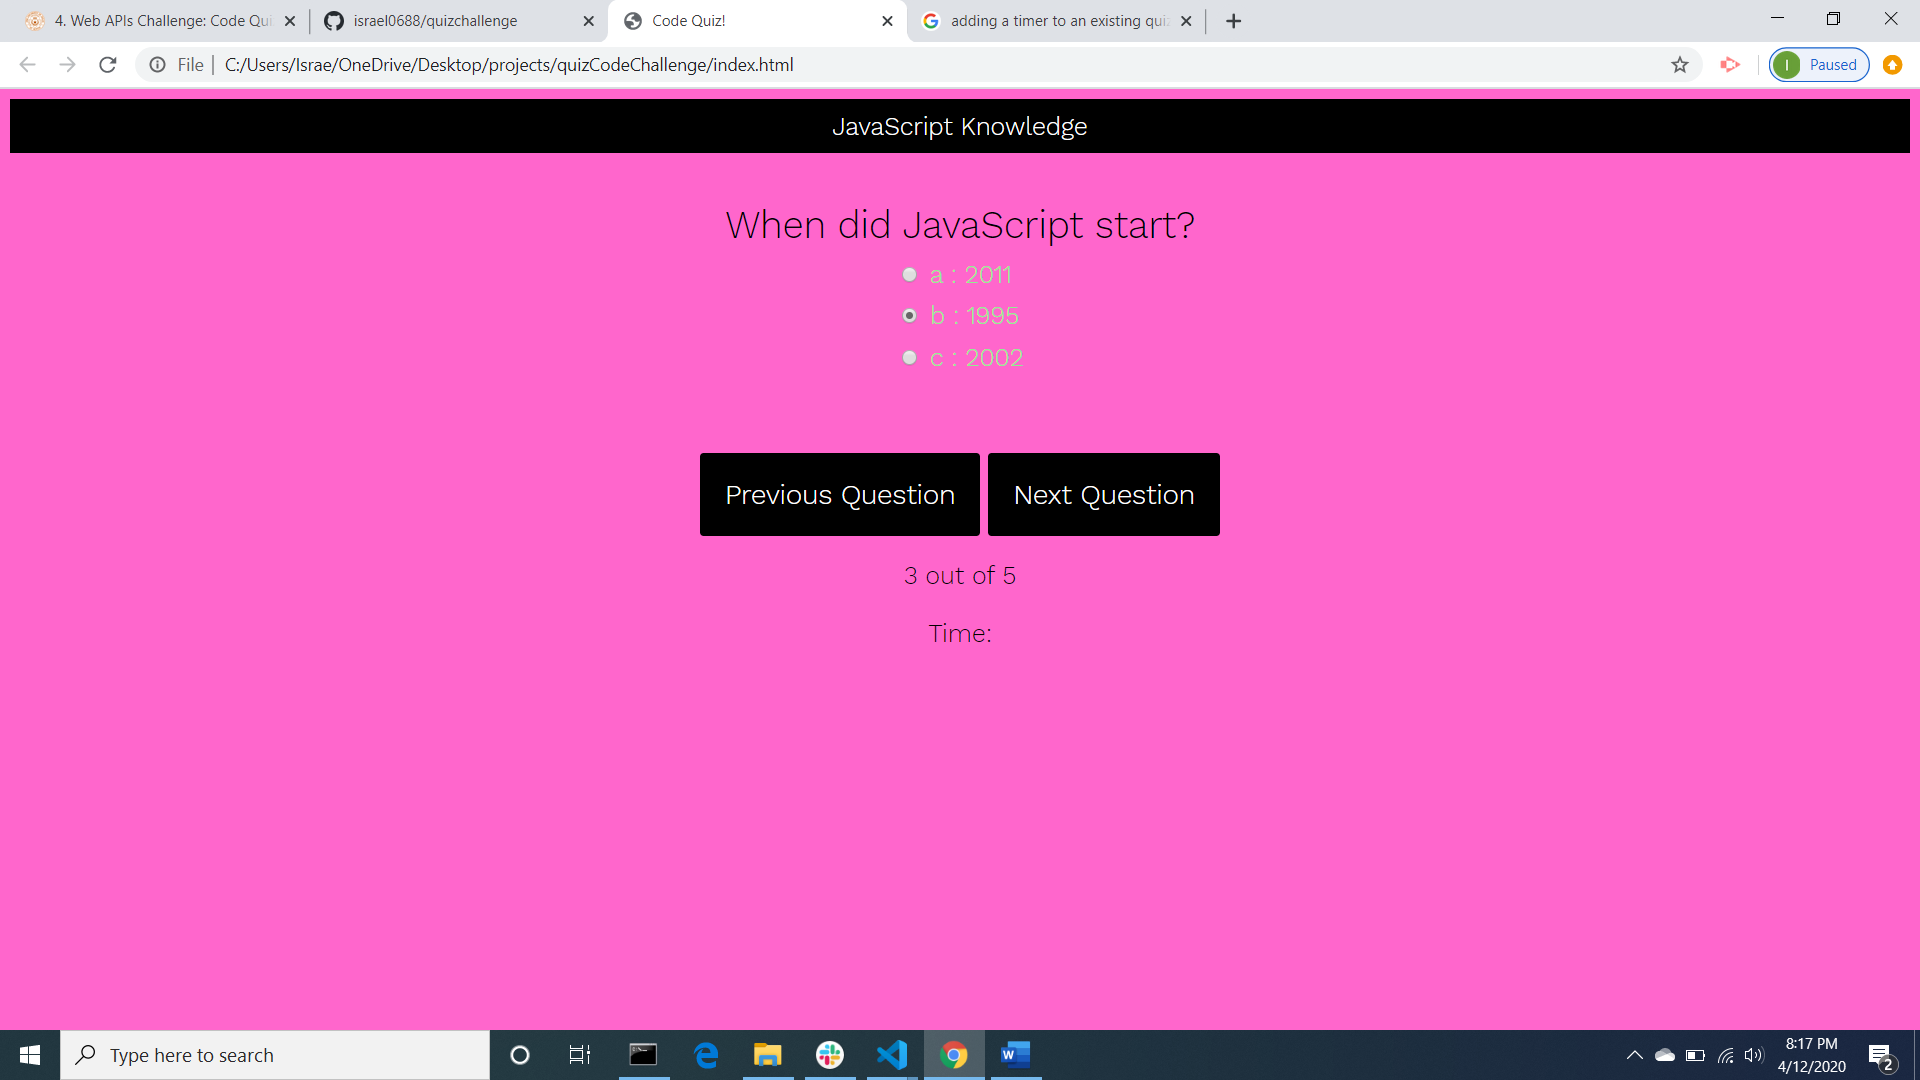 4. Web APIs Challenge: Code Qui
israel0688/quizchallenge
Code Quiz!
adding a timer to an existing quiz
File
C:/Users/Israe/OneDrive/Desktop/projects/quizCodeChallenge/index.html
I
Paused
JavaScript Knowledge
When did JavaScript start?
a : 2011
b : 1995
c : 2002
Previous Question
Next Question
3 out of 5
Time:
Type here to search
8:17 PM
4/12/2020
2